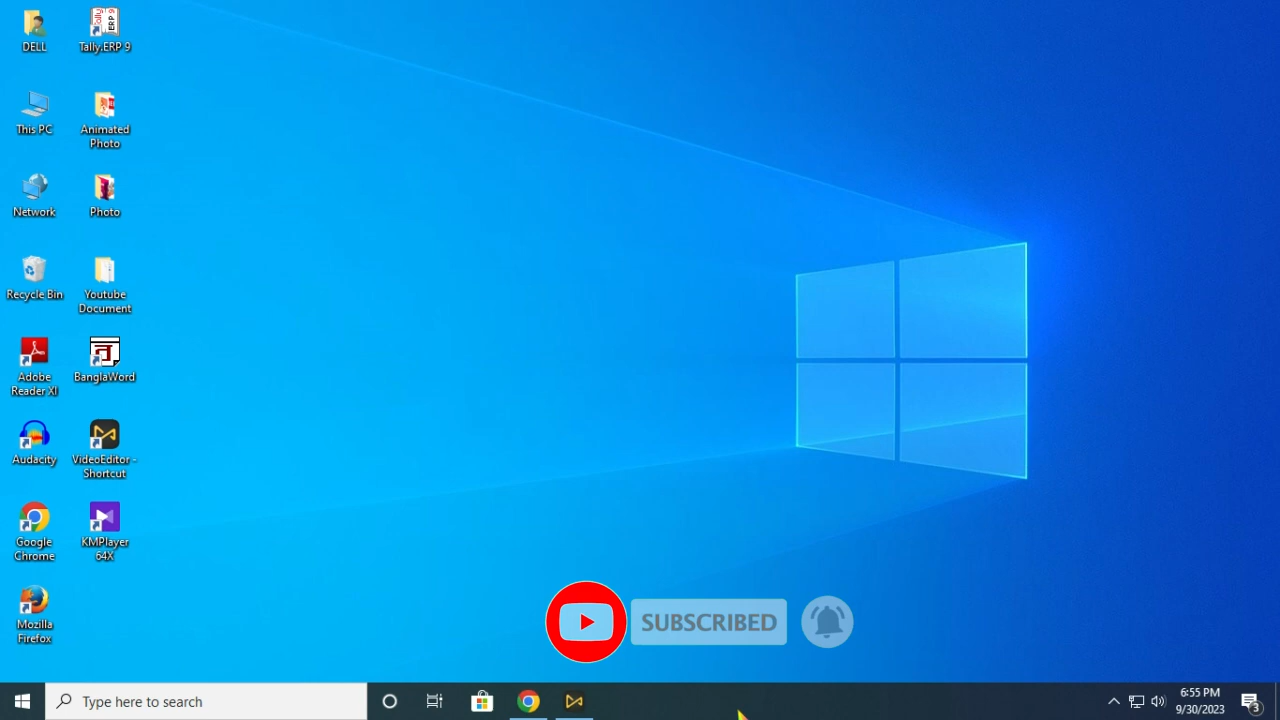 DELL
Tally.ERP 9
This PC
Animated
Photo
Network
Photo
Recycle Bin
Youtube
Document
Adobe
Reader XI
BanglaWord
Audacity
VideoEditor -
Shortcut
Google
Chrome
KMPlayer
64X
Mozilla
Firefox
SUBSCRIBED
Type here to search
6:55 PM
9/30/2023
3